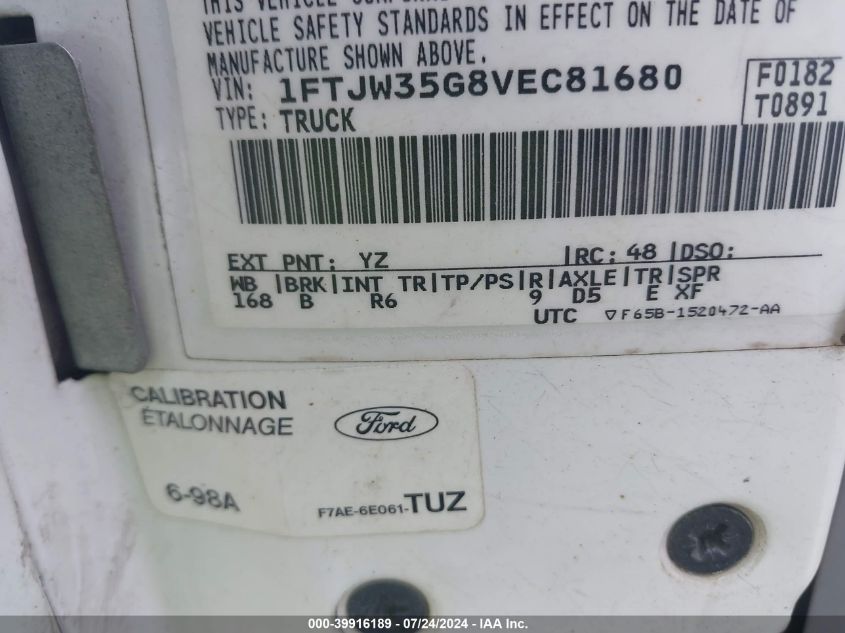 THIS VEHICLE
VEHICLE SAFETY STANDARDS IN EFFECT ON THE DATE OF
MANUFACTURE SHOWN ABOVE.
VIN: 1FTJW35G8VEC81680
F0182
T0891
TYPE: TRUCK
EXT PNT: YZ |RC: 48 |DSO:
WB |BRK|INT TR|TP/PS|R|AXLE|TR|SPR
168 B R6 9 D5 E XF
UTC ▽F65B-1520472-AA
CALIBRATION
ÉTALONNAGE
Ford
6-98A
F7AE-6E061-TUZ
000-39916189 - 07/24/2024 - IAA Inc.